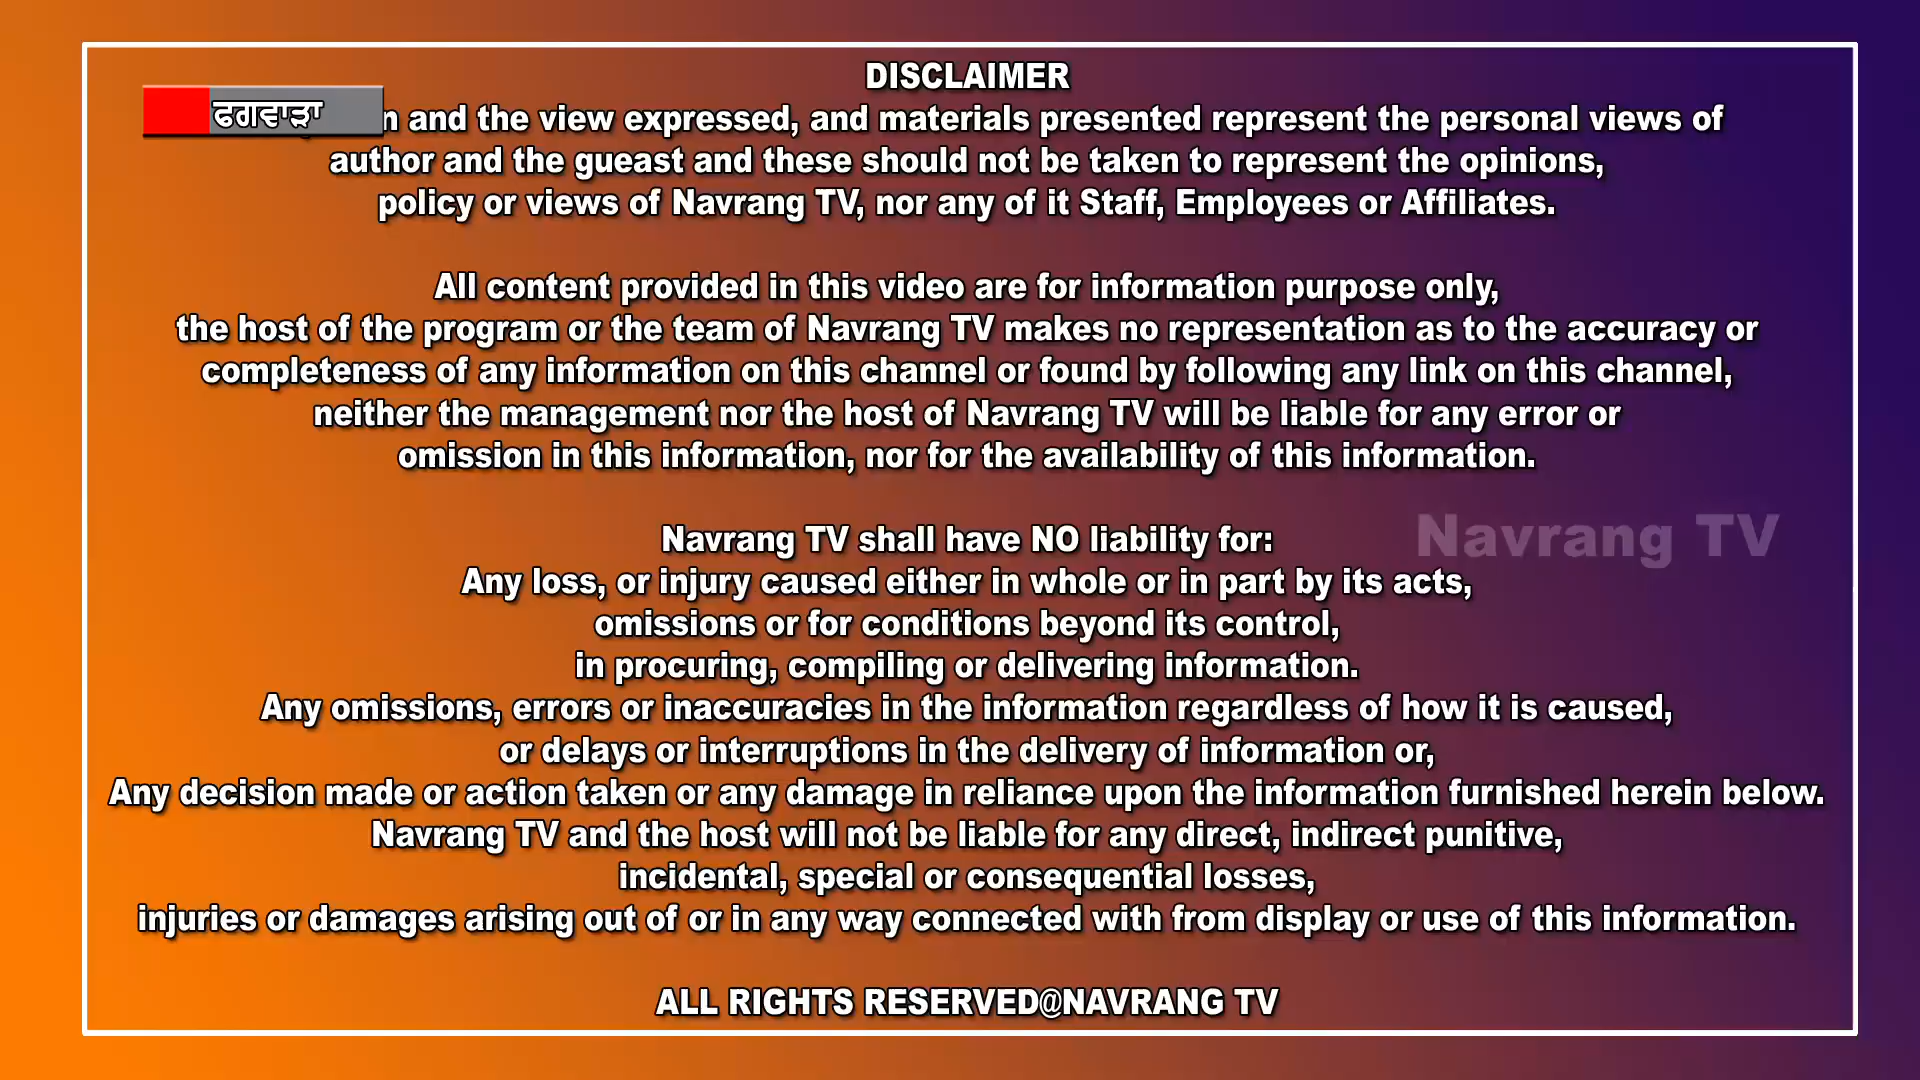 DISCLAIMER
ਫਗਵਾੜਾ
and the view expressed, and materials presented represent the personal views of
author and the gueast and these should not be taken to represent the opinions,
policy or views of Navrang TV, nor any of it Staff, Employees or Affiliates.
All content provided in this video are for information purpose only,
the host of the program or the team of Navrang TV makes no representation as to the accuracy or
completeness of any information on this channel or found by following any link on this channel,
neither the management nor the host of Navrang TV will be liable for any error or
omission in this information, nor for the availability of this information.
Navrang TV shall have NO liability for:
Navrang TV
Any loss, or injury caused either in whole or in part by its acts,
omissions or for conditions beyond its control,
in procuring, compiling or delivering information.
Any omissions, errors or inaccuracies in the information regardless of how it is caused,
or delays or interruptions in the delivery of information or,
Any decision made or action taken or any damage in reliance upon the information furnished herein below.
Navrang TV and the host will not be liable for any direct, indirect punitive,
incidental, special or consequential losses,
injuries or damages arising out of or in any way connected with from display or use of this information.
ALL RIGHTS RESERVED@NAVRANG TV